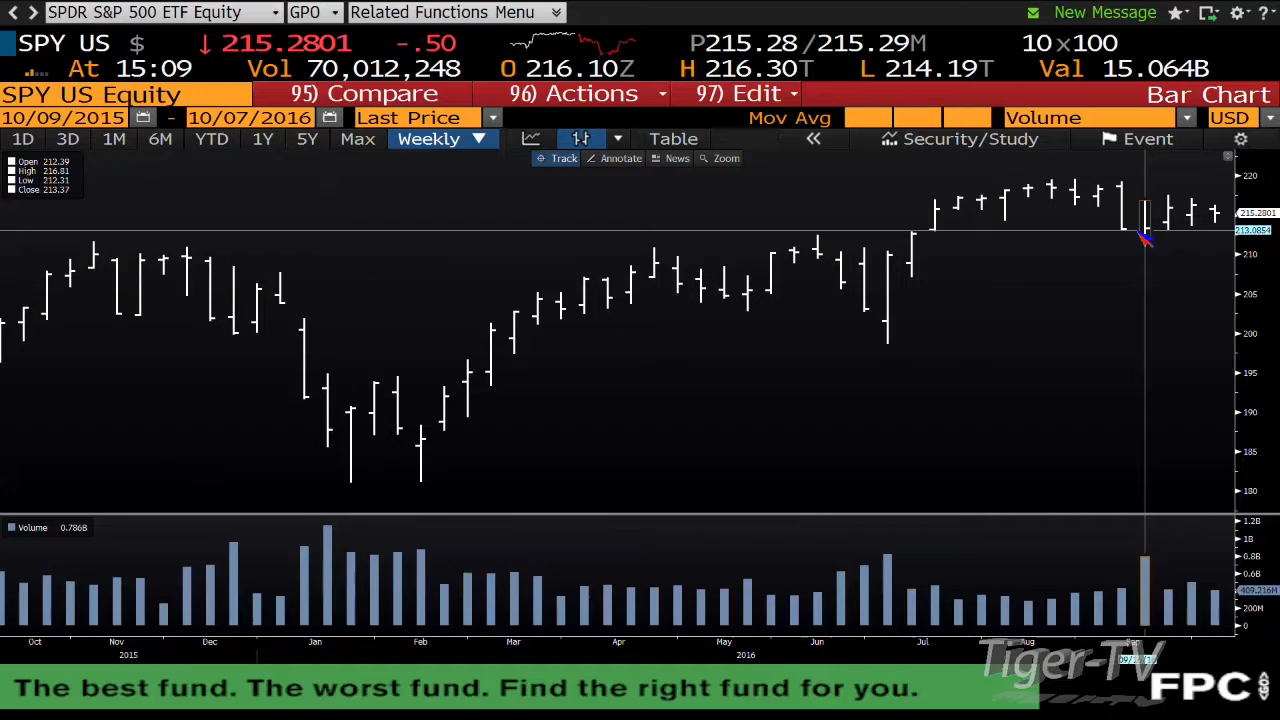 SPDR S&P 500 ETF Equity GPO Related Functions Menu New Message ?
SPY US $ ↓ 215.2801 -.50 P215.28/215.29M 10x100
At 15:09 Vol 70,012,248 O 216.10Z H 216.30T L 214.19T Val 15.064B
SPY US Equity 95) Compare 96) Actions 97) Edit Bar Chart
10/09/2015 - 10/07/2016 Last Price Mov Avg Volume USD
1D 3D 1M 6M YTD 1Y 5Y Max Weekly ▼ Table « Security/Study Event
Track Annotate News Zoom
Open 212.39
High 216.81
Low 212.31
Close 213.37
220
215.2801
213.0854
210
205
200
195
190
185
180
Volume 0.786B
1.2B
1B
0.8B
0.6B
409.216M
200M
0
Oct Nov Dec Jan Feb Mar Apr May Jun Jul Aug Sep
2015 2016
Tiger-TV
The best fund. The worst fund. Find the right fund for you.
FPC